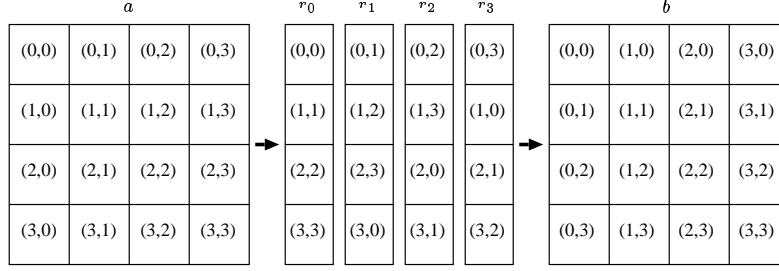 a r₀ r₁ r₂ r₃ b
(0,0) (0,1) (0,2) (0,3) (0,0) (0,1) (0,2) (0,3) (0,0) (1,0) (2,0) (3,0)
(1,0) (1,1) (1,2) (1,3) (1,1) (1,2) (1,3) (1,0) (0,1) (1,1) (2,1) (3,1)
(2,0) (2,1) (2,2) (2,3) (2,2) (2,3) (2,0) (2,1) (0,2) (1,2) (2,2) (3,2)
(3,0) (3,1) (3,2) (3,3) (3,3) (3,0) (3,1) (3,2) (0,3) (1,3) (2,3) (3,3)